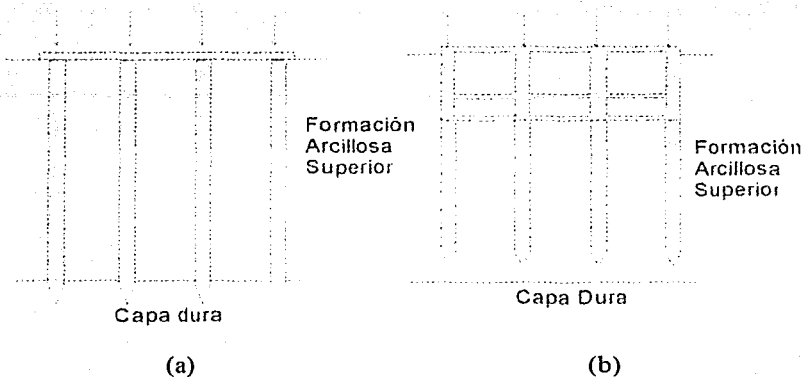 Formación
Arcillosa
Superior
Capa dura
(a)
Formación
Arcillosa
Superior
Capa Dura
(b)